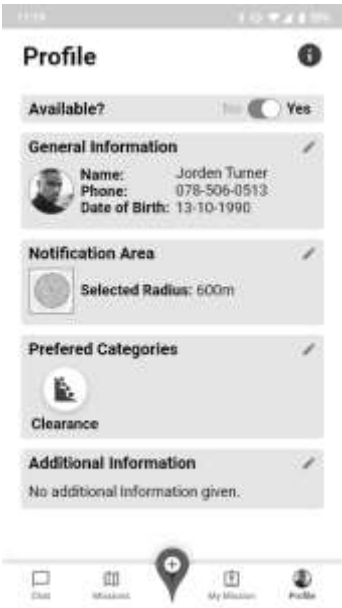 Profile
Available? No Yes
General Information
Name: Jorden Turner
Phone: 078-506-0513
Date of Birth: 13-10-1990
Notification Area
Selected Radius: 600m
Prefered Categories
Clearance
Additional Information
No additional Information given.
Chat Missions My Mission Profile